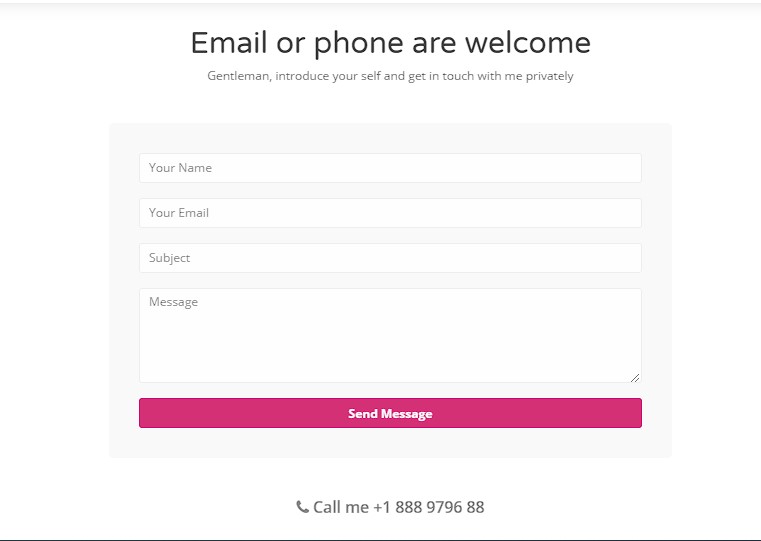 Email or phone are welcome
Gentleman, introduce your self and get in touch with me privately
Your Name
Your Email
Subject
Message
Send Message
Call me +1 888 9796 88